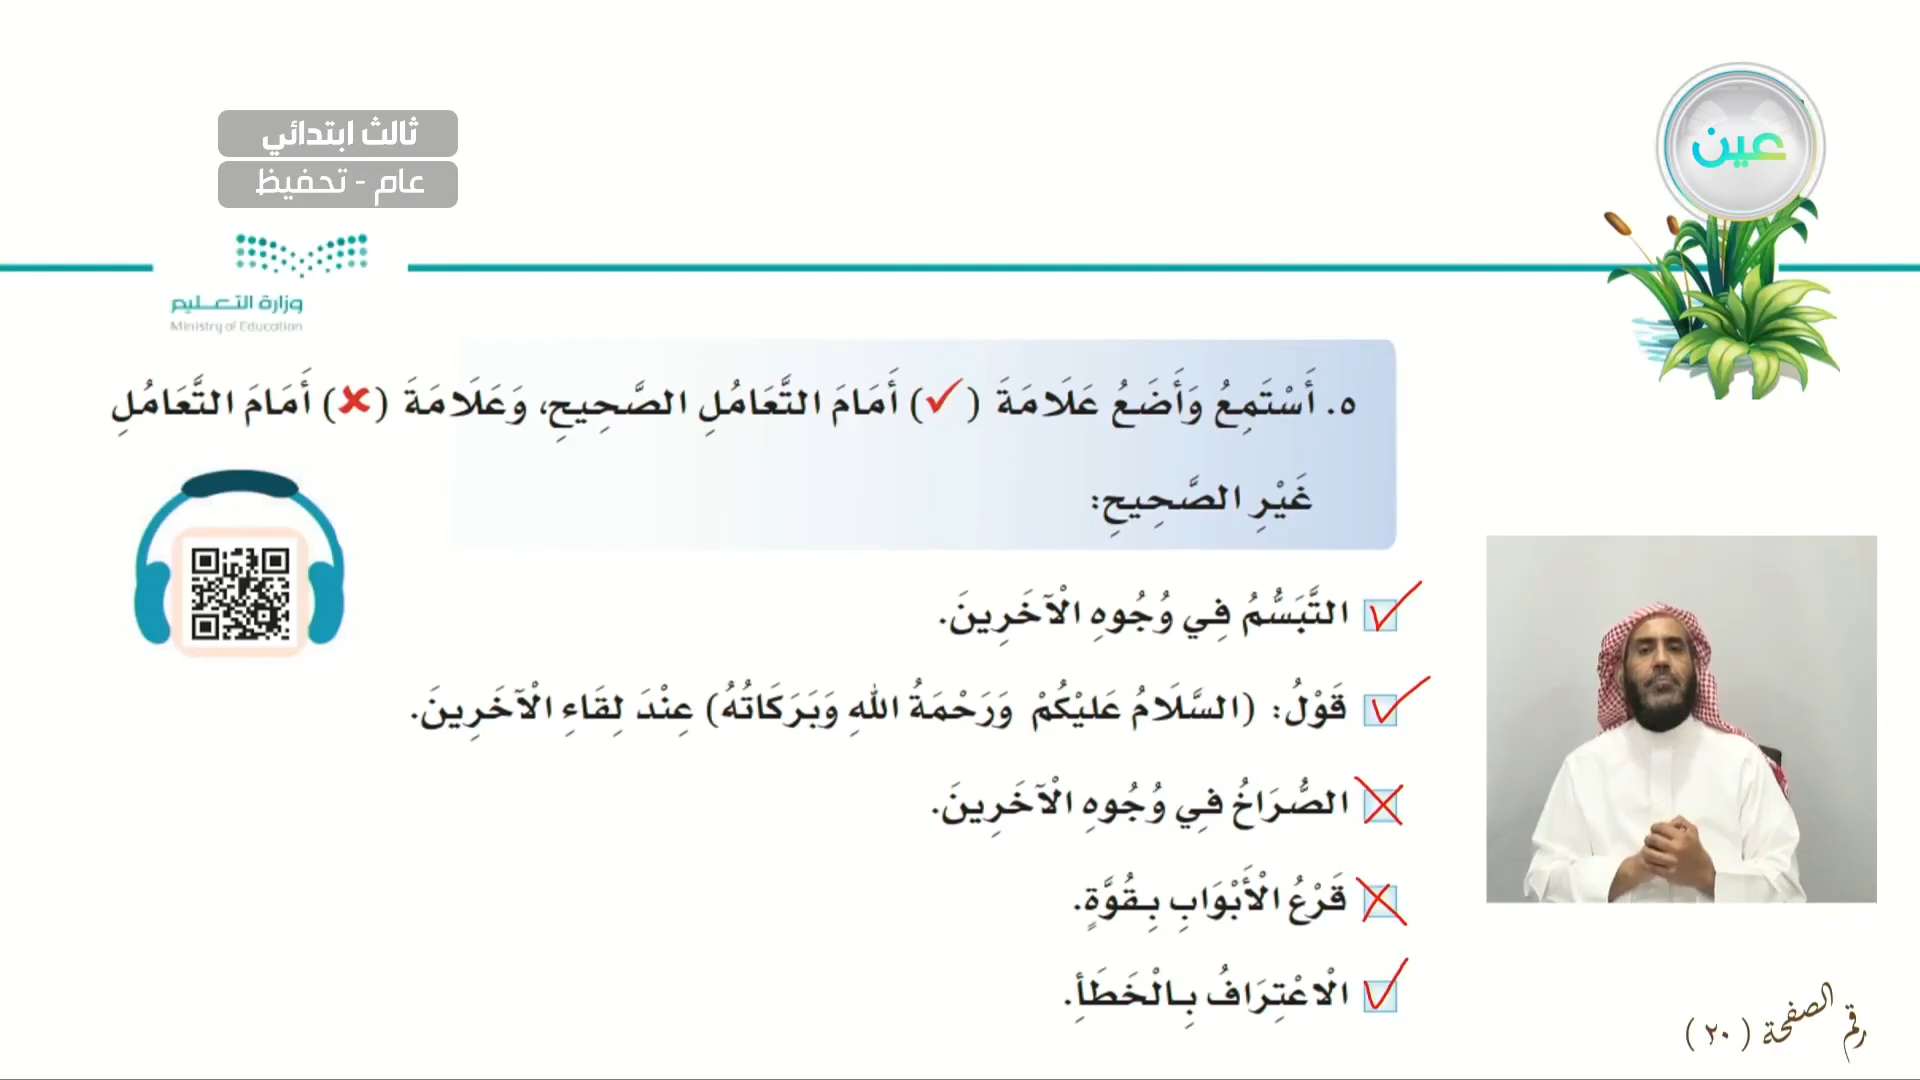 ثالث ابتدائي
عام - تحفيظ
عين
وزارة التعليم
Ministry of Education
٥. أَسْتَمِعُ وَأَضَعُ عَلَامَةَ (✓) أَمَامَ التَّعَامُلِ الصَّحِيحِ، وَعَلَامَةَ (✗) أَمَامَ التَّعَامُلِ
غَيْرِ الصَّحِيحِ:
التَّبَسُّمُ فِي وُجُوهِ الْآخَرِينَ.
قَوْلُ: (السَّلَامُ عَلَيْكُمْ وَرَحْمَةُ اللهِ وَبَرَكَاتُهُ) عِنْدَ لِقَاءِ الْآخَرِينَ.
الصُّرَاخُ فِي وُجُوهِ الْآخَرِينَ.
قَرْعُ الْأَبْوَابِ بِقُوَّةٍ.
الْاعْتِرَافُ بِالْخَطَأِ.
رقم الصفحة (٢٠)